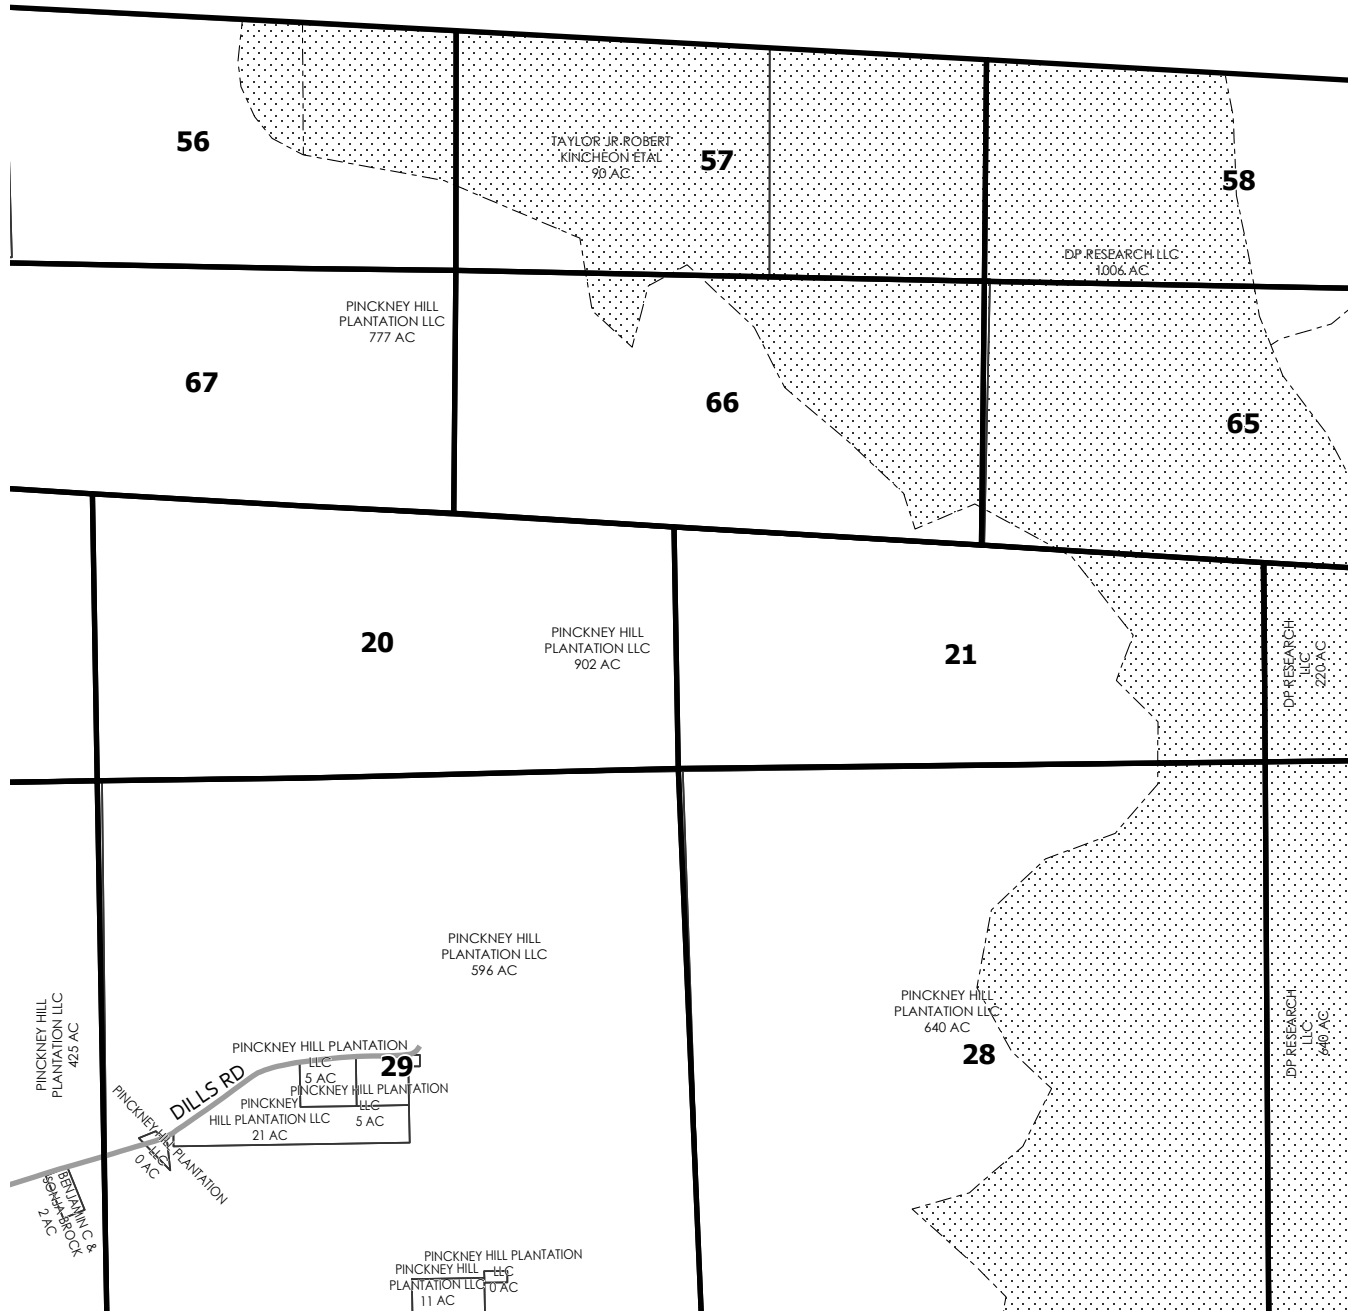 56
TAYLOR JR ROBERT
KINCHEON ETAL
90 AC
57
58
DP RESEARCH LLC
1006 AC
PINCKNEY HILL
PLANTATION LLC
777 AC
67
66
65
20
PINCKNEY HILL
PLANTATION LLC
902 AC
21
DP RESEARCH
LLC
220 AC
PINCKNEY HILL
PLANTATION LLC
596 AC
PINCKNEY HILL
PLANTATION LLC
425 AC
PINCKNEY HILL
PLANTATION LLC
640 AC
28
DP RESEARCH
LLC
640 AC
PINCKNEY HILL PLANTATION
LLC
5 AC
29
PINCKNEY HILL PLANTATION
LLC
5 AC
DILLS RD
PINCKNEY
HILL PLANTATION LLC
21 AC
PINCKNEY HILL PLANTATION
LLC
0 AC
BENJAMIN C &
SONJA BROCK
2 AC
PINCKNEY HILL PLANTATION
LLC
0 AC
PINCKNEY HILL
PLANTATION LLC
11 AC